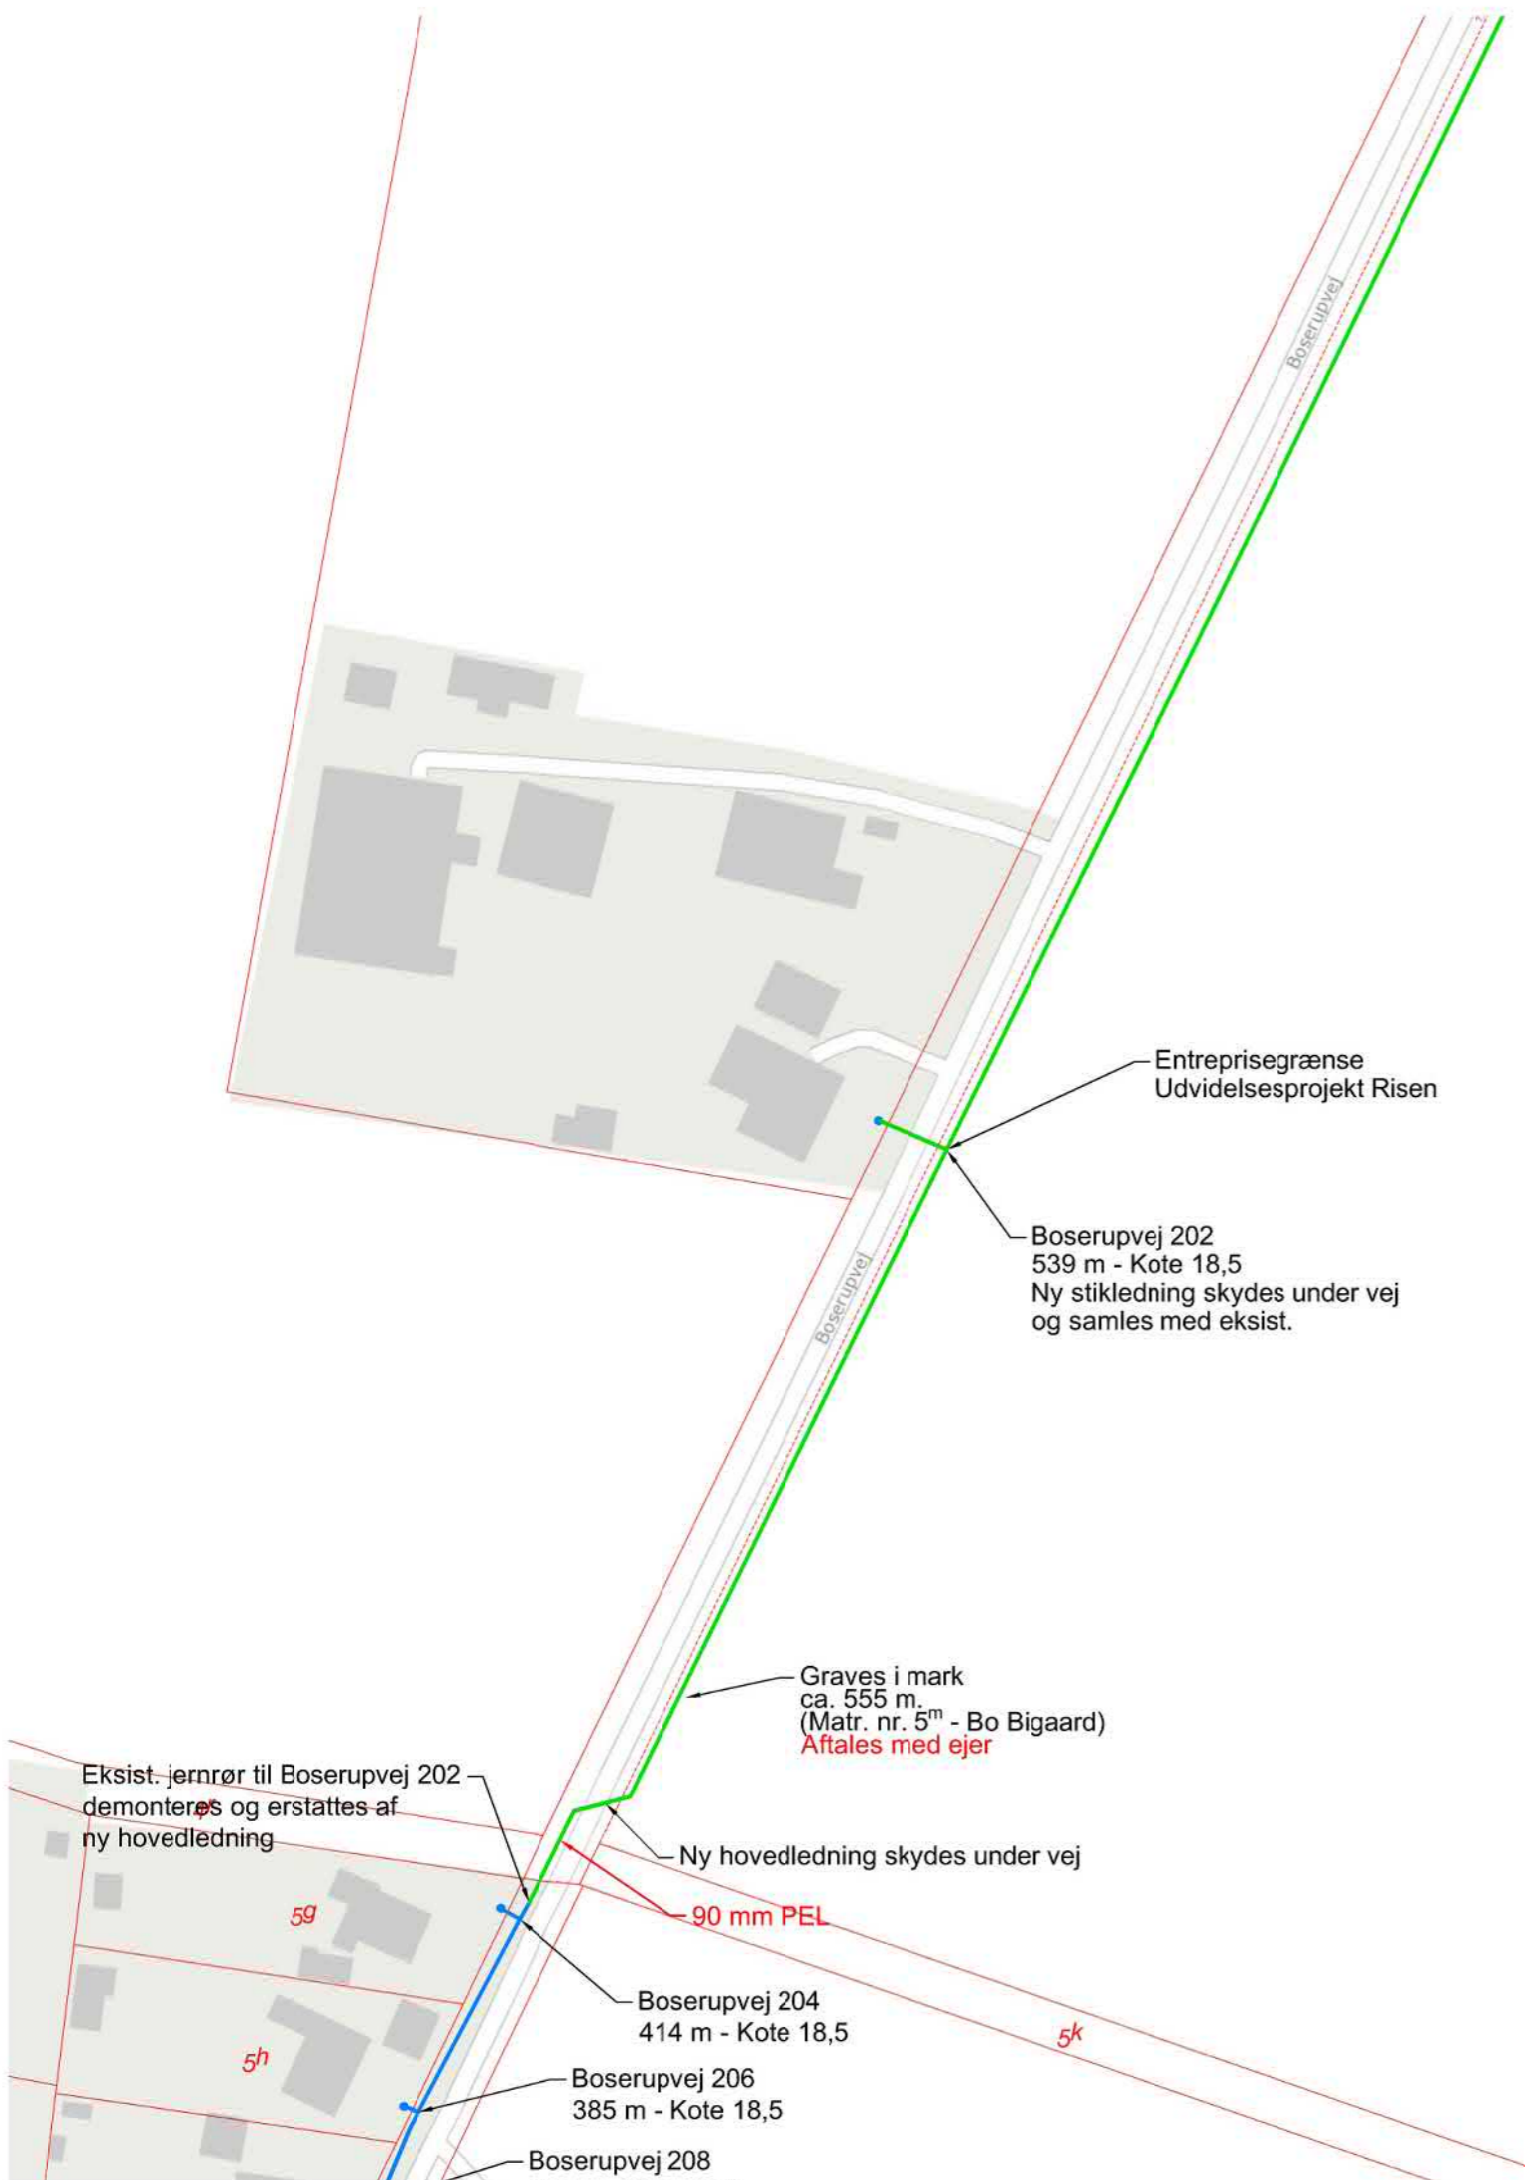 Boserupvej
Entreprisegrænse
Udvidelsesprojekt Risen
Boserupvej 202
539 m - Kote 18,5
Ny stikledning skydes under vej
og samles med eksist.
Boserupvej
Graves i mark
ca. 555 m.
(Matr. nr. 5m - Bo Bigaard)
Aftales med ejer
Eksist. jernrør til Boserupvej 202
demonteres og erstattes af
ny hovedledning
Ny hovedledning skydes under vej
90 mm PEL
5g
Boserupvej 204
414 m - Kote 18,5
5k
5h
Boserupvej 206
385 m - Kote 18,5
Boserupvej 208